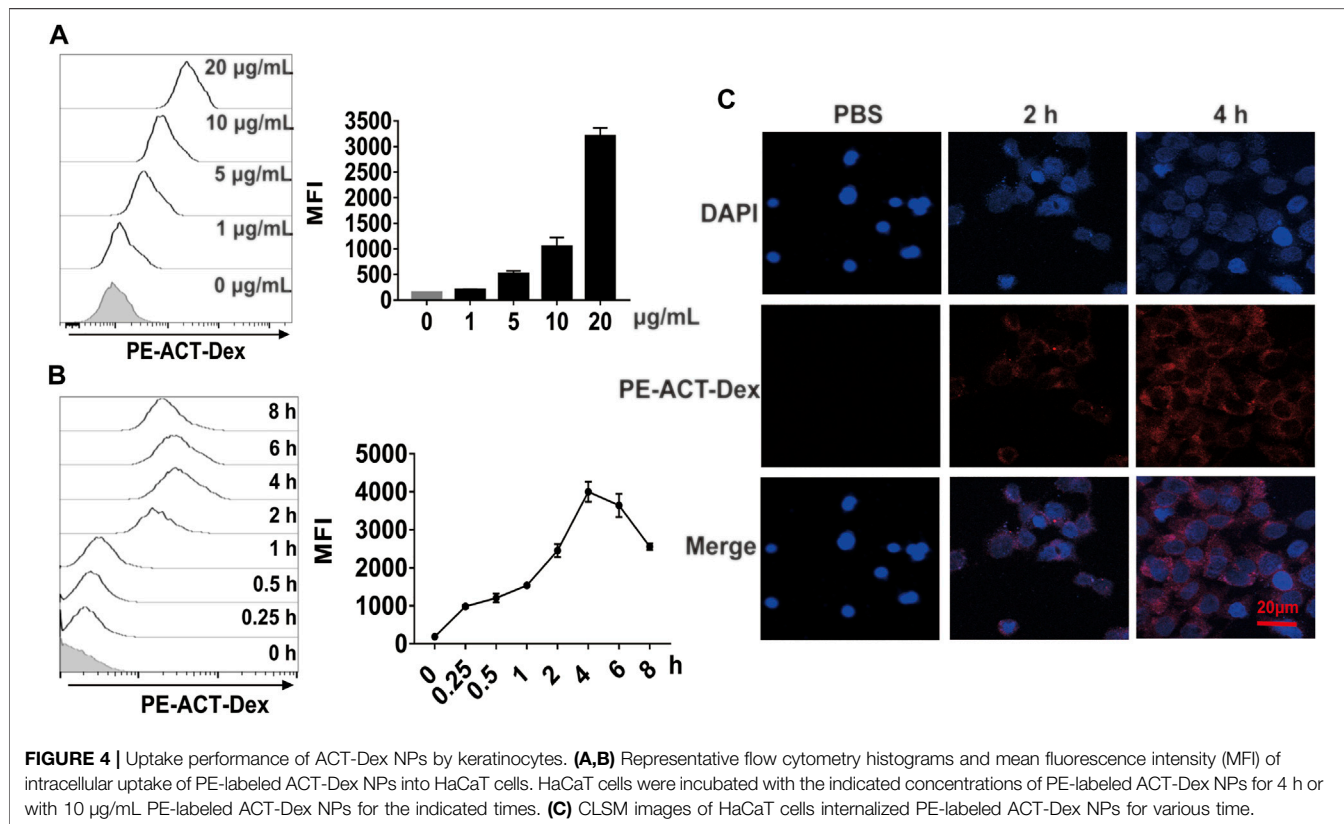 A
20 µg/mL
10 µg/mL
5 µg/mL
1 µg/mL
0 µg/mL
PE-ACT-Dex
MFI
3500
3000
2500
2000
1500
1000
500
0
0 1 5 10 20 µg/mL
B
8 h
6 h
4 h
2 h
1 h
0.5 h
0.25 h
0 h
PE-ACT-Dex
MFI
5000
4000
3000
2000
1000
0
0 0.25 0.5 1 2 4 6 8 h
C
PBS 2 h 4 h
DAPI
PE-ACT-Dex
Merge
20µm
FIGURE 4 | Uptake performance of ACT-Dex NPs by keratinocytes. (A,B) Representative flow cytometry histograms and mean fluorescence intensity (MFI) of
intracellular uptake of PE-labeled ACT-Dex NPs into HaCaT cells. HaCaT cells were incubated with the indicated concentrations of PE-labeled ACT-Dex NPs for 4 h or
with 10 µg/mL PE-labeled ACT-Dex NPs for the indicated times. (C) CLSM images of HaCaT cells internalized PE-labeled ACT-Dex NPs for various time.